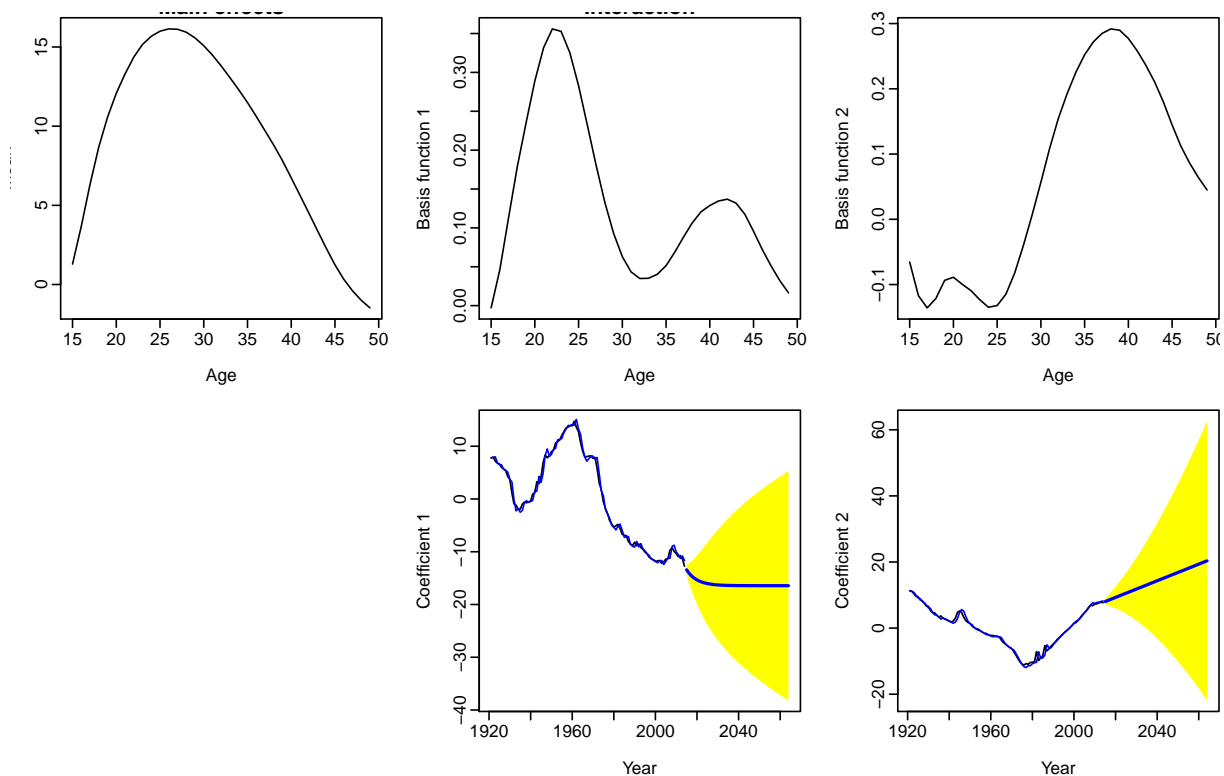 Main effects
15
10
5
0
15 20 25 30 35 40 45 50
Age
Interaction
Basis function 1
0.30
0.20
0.10
0.00
15 20 25 30 35 40 45 50
Age
Basis function 2
0.3
0.2
0.1
0.0
−0.1
15 20 25 30 35 40 45 50
Age
Coefficient 1
10
0
−10
−20
−30
−40
1920 1960 2000 2040
Year
Coefficient 2
60
40
20
0
−20
1920 1960 2000 2040
Year